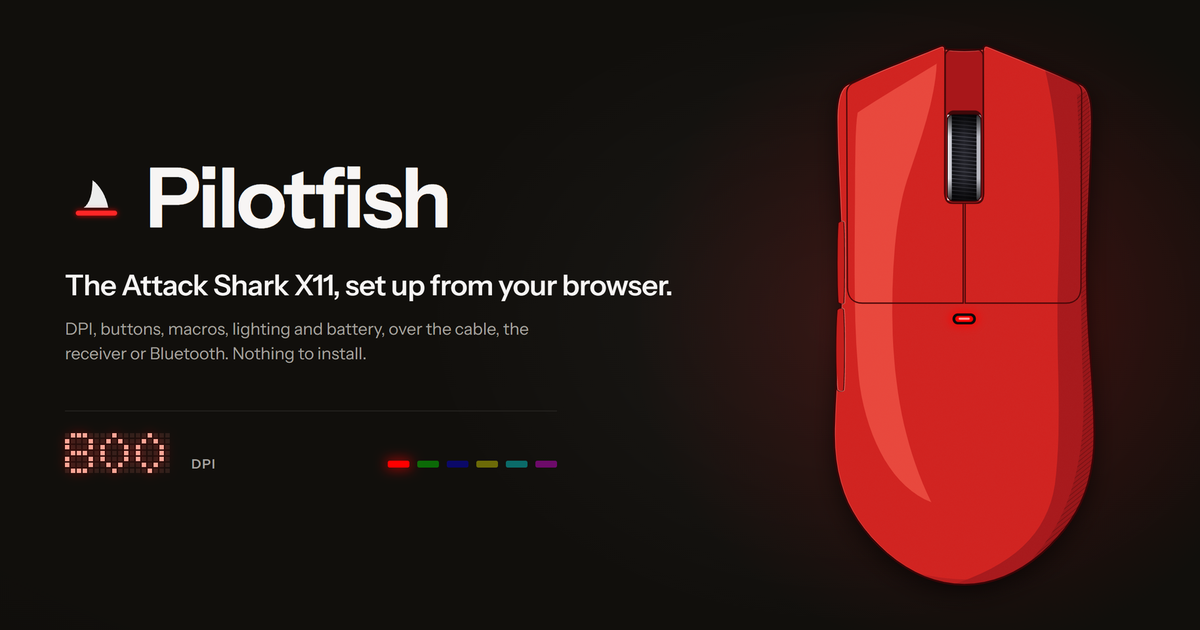 Pilotfish
The Attack Shark X11, set up from your browser.
DPI, buttons, macros, lighting and battery, over the cable, the
receiver or Bluetooth. Nothing to install.
800 DPI